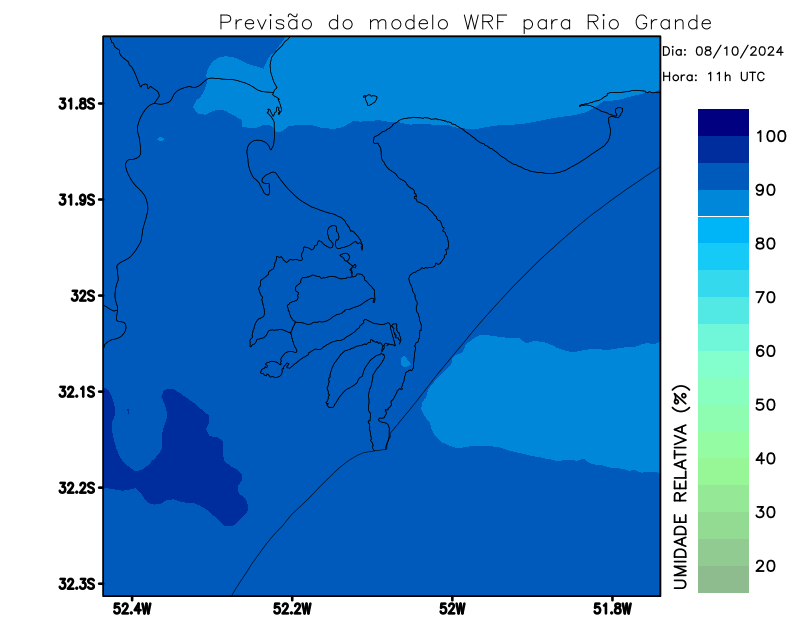 Previsão do modelo WRF para Rio Grande
Dia: 08/10/2024
Hora: 11h UTC
31.8S
31.9S
32S
32.1S
32.2S
32.3S
52.4W
52.2W
52W
51.8W
100
90
80
70
60
50
40
30
20
UMIDADE RELATIVA (%)